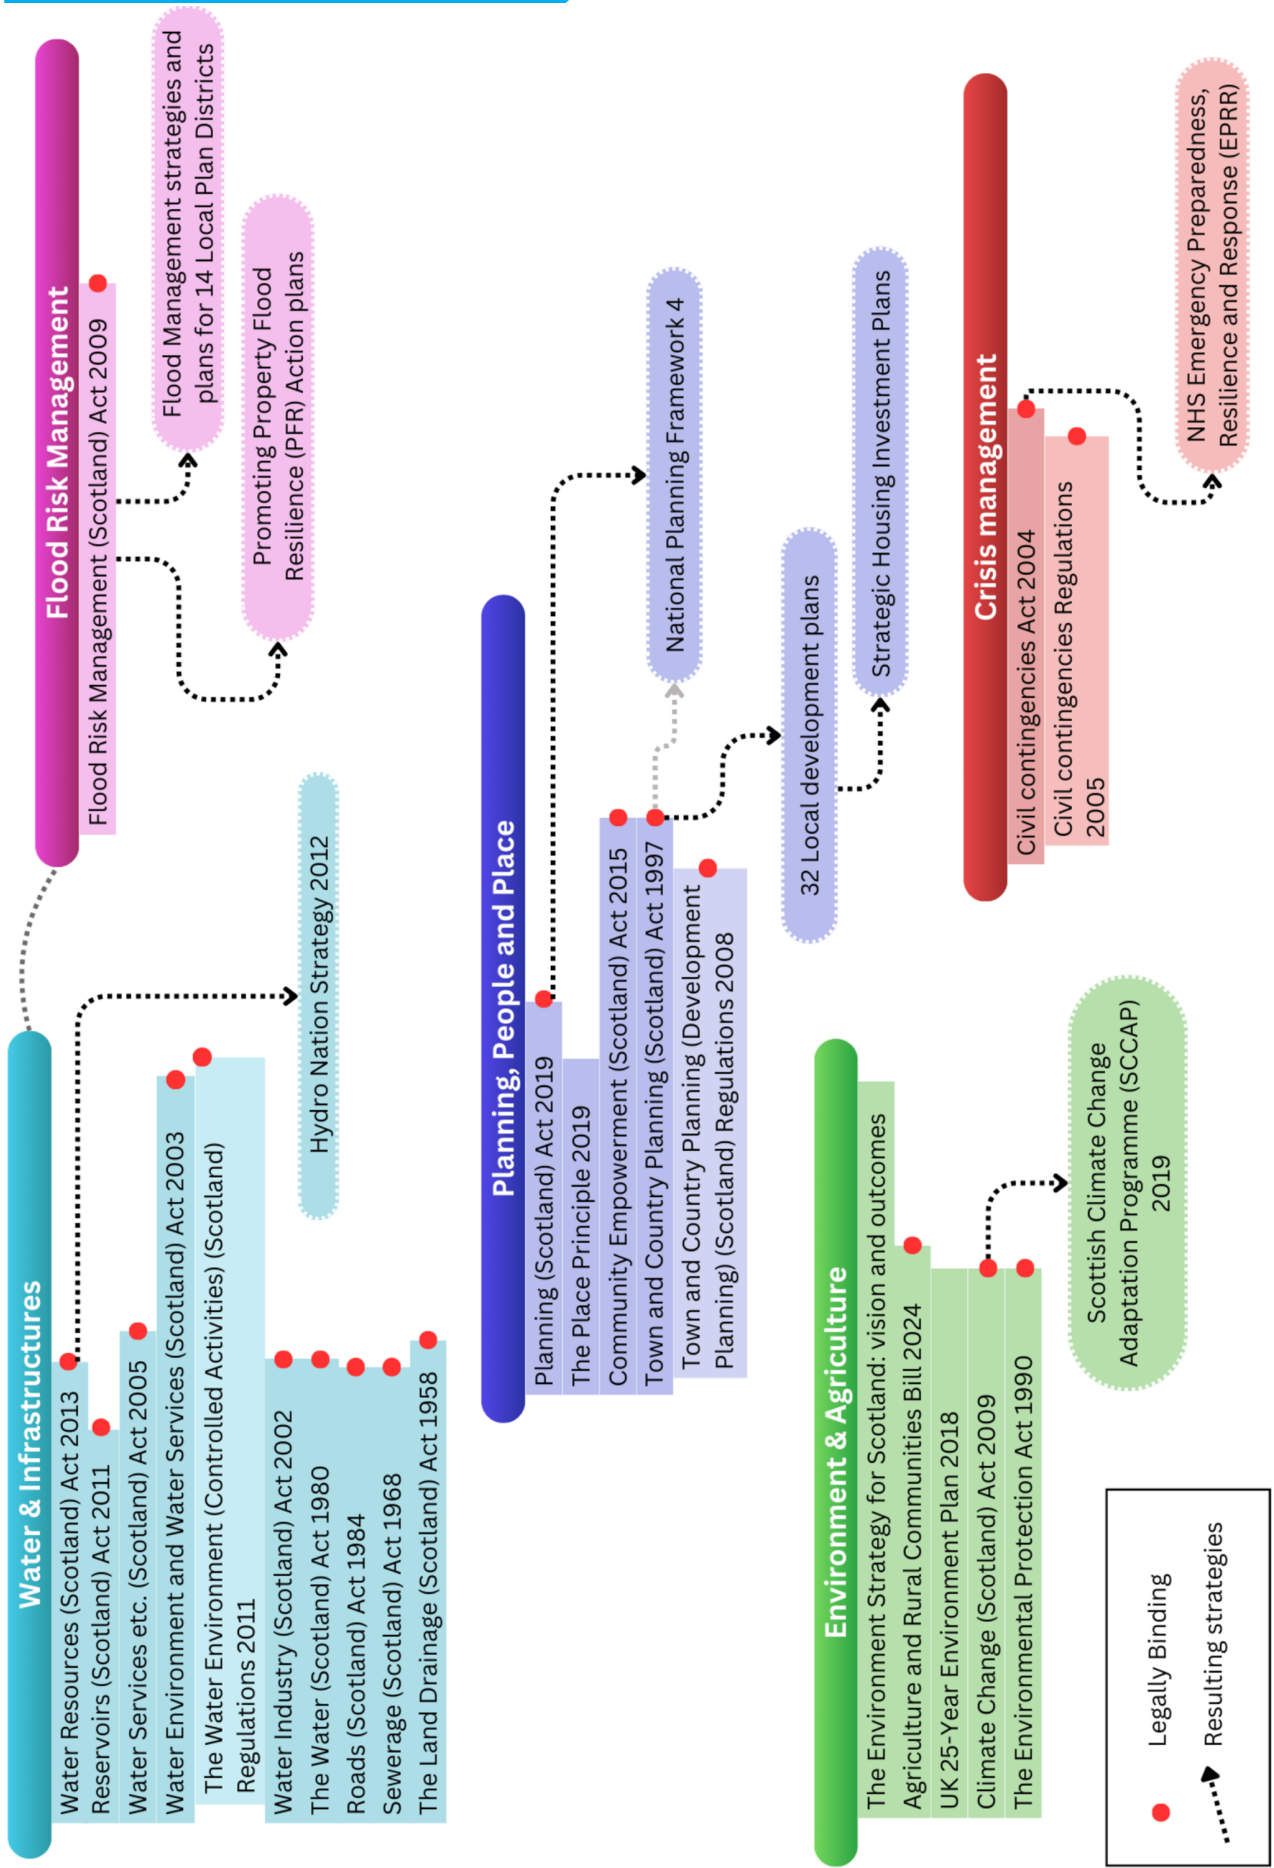 Water & Infrastructures
Water Resources (Scotland) Act 2013
Reservoirs (Scotland) Act 2011
Water Services etc. (Scotland) Act 2005
Water Environment and Water Services (Scotland) Act 2003
The Water Environment (Controlled Activities) (Scotland)
Regulations 2011
Water Industry (Scotland) Act 2002
The Water (Scotland) Act 1980
Roads (Scotland) Act 1984
Sewerage (Scotland) Act 1968
The Land Drainage (Scotland) Act 1958
Hydro Nation Strategy 2012
Flood Risk Management
Flood Risk Management (Scotland) Act 2009
Flood Management strategies and
plans for 14 Local Plan Districts
Promoting Property Flood
Resilience (PFR) Action plans
Planning, People and Place
Planning (Scotland) Act 2019
The Place Principle 2019
Community Empowerment (Scotland) Act 2015
Town and Country Planning (Scotland) Act 1997
Town and Country Planning (Development
Planning) (Scotland) Regulations 2008
National Planning Framework 4
32 Local development plans
Strategic Housing Investment Plans
Environment & Agriculture
The Environment Strategy for Scotland: vision and outcomes
Agriculture and Rural Communities Bill 2024
UK 25-Year Environment Plan 2018
Climate Change (Scotland) Act 2009
The Environmental Protection Act 1990
Scottish Climate Change
Adaptation Programme (SCCAP)
2019
Crisis management
Civil contingencies Act 2004
Civil contingencies Regulations
2005
NHS Emergency Preparedness,
Resilience and Response (EPRR)
Legally Binding
Resulting strategies